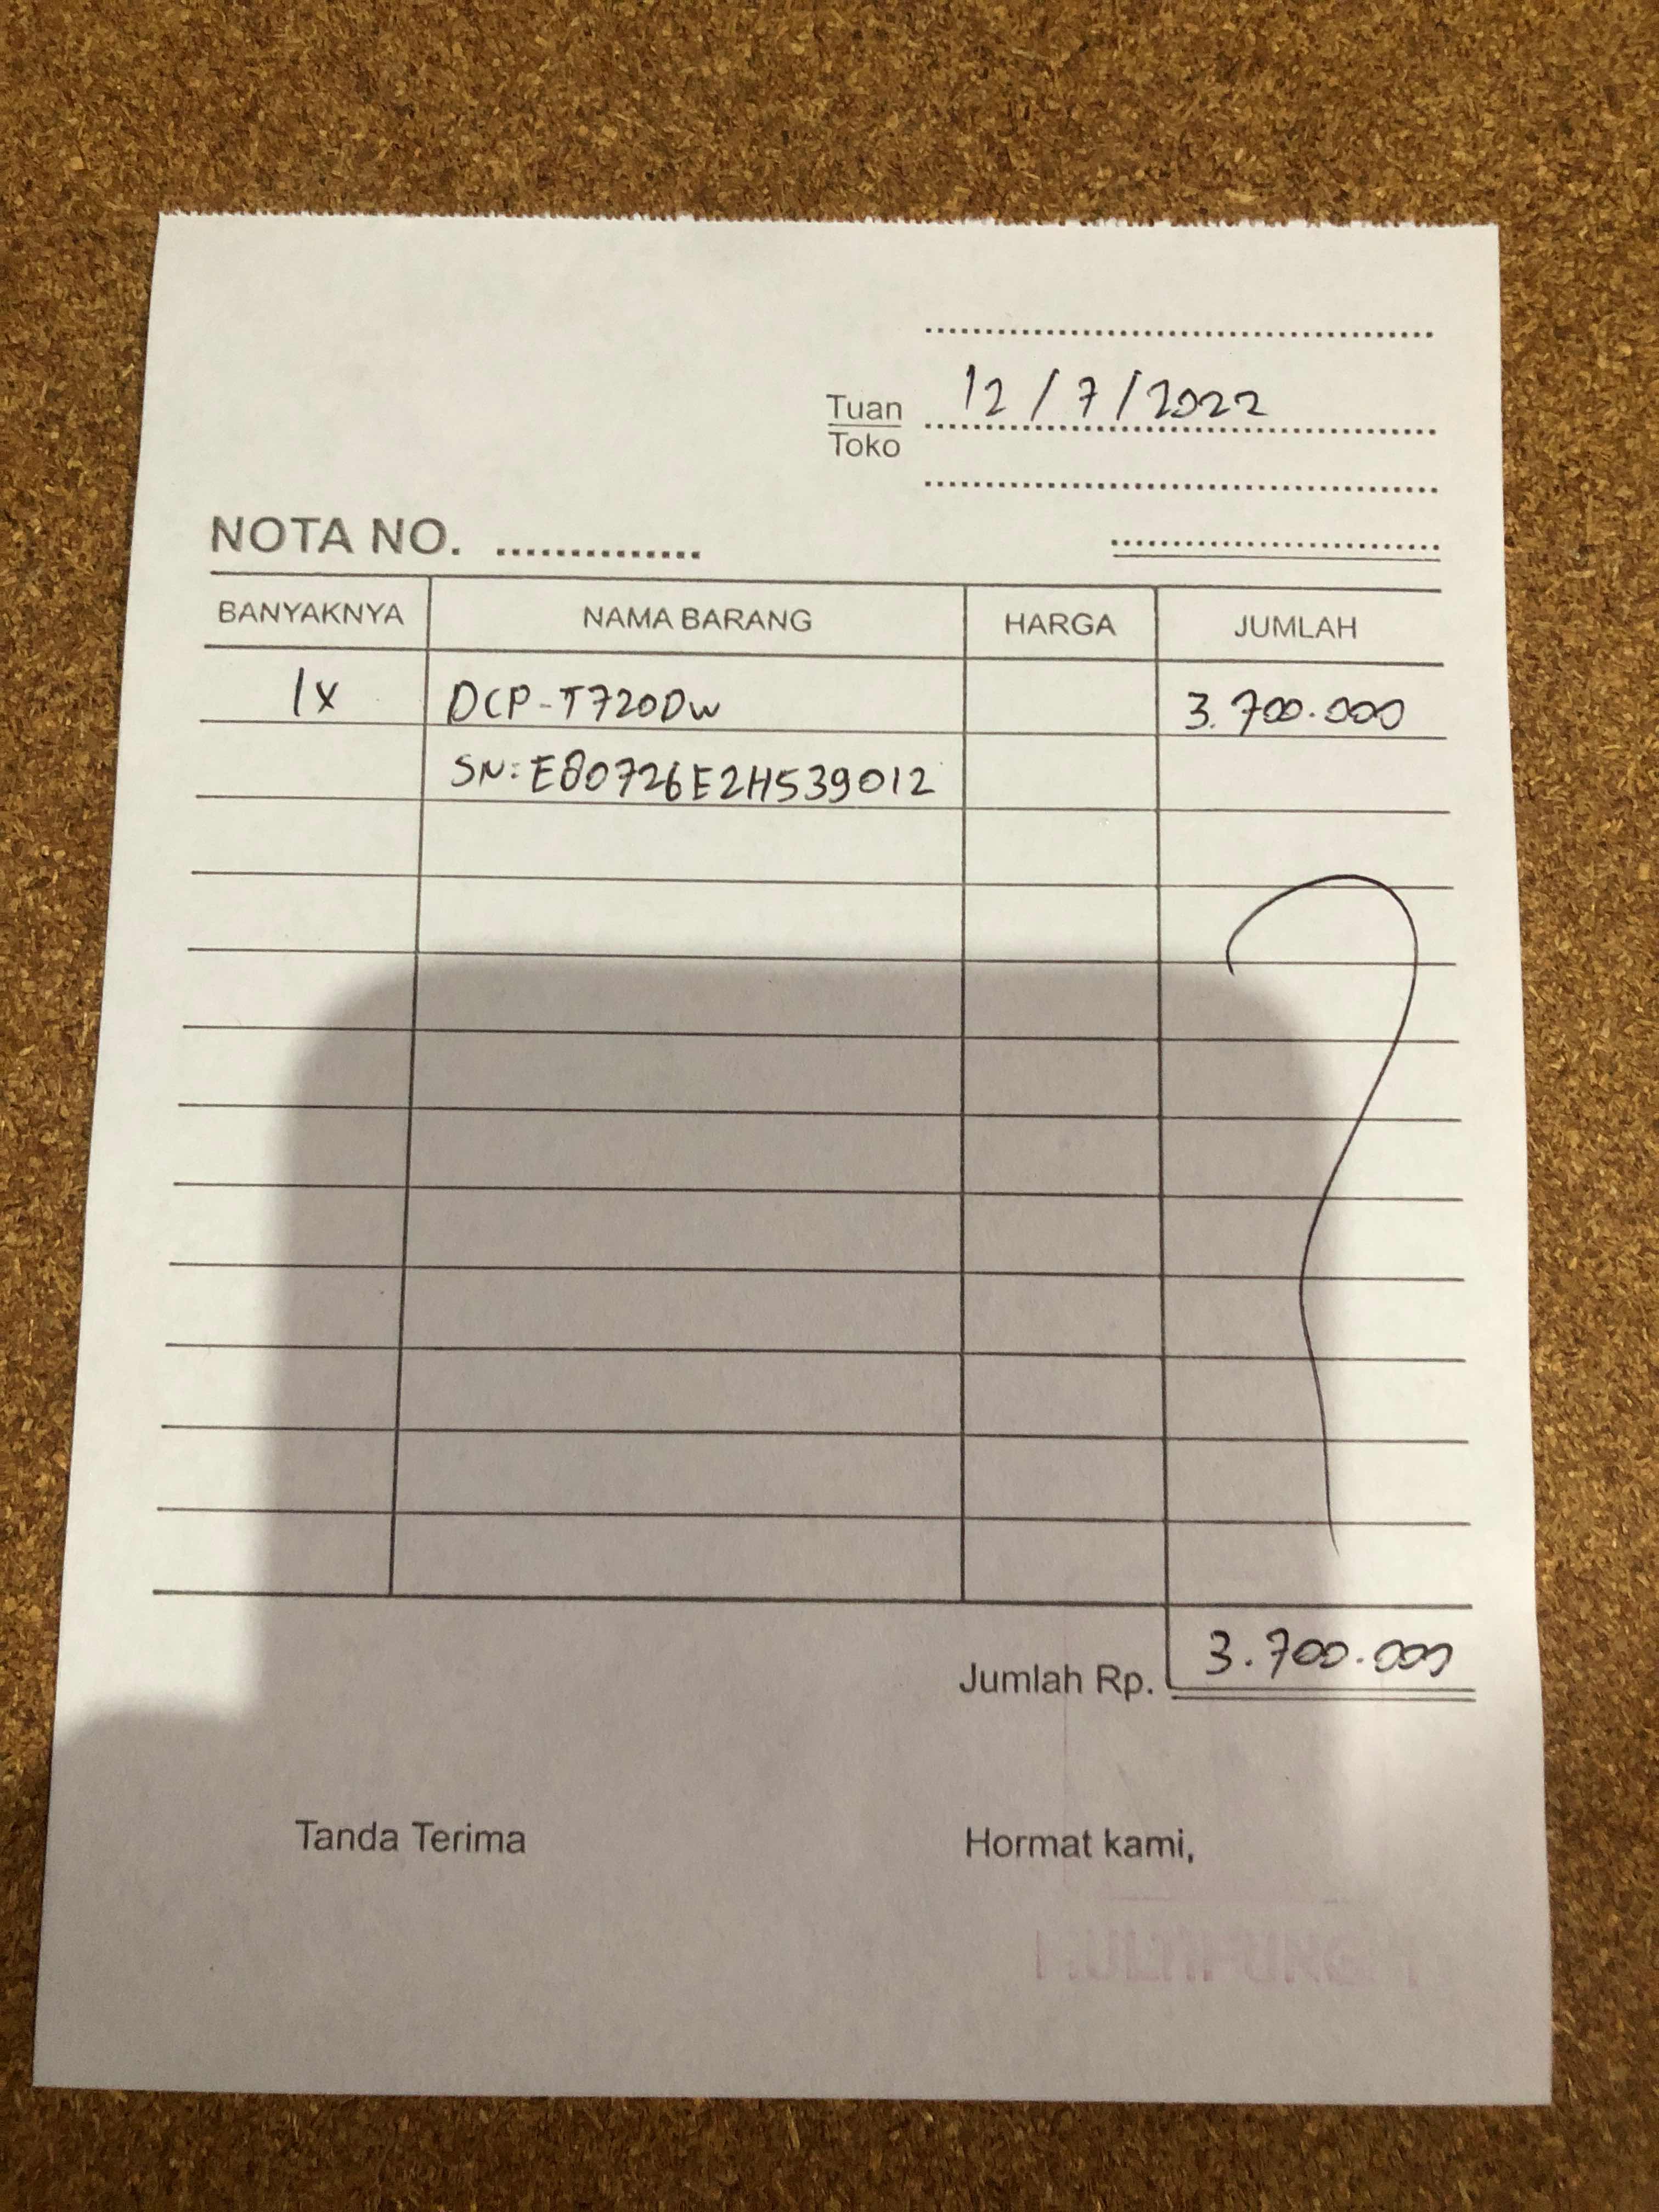 12/7/2022
Tuan
Toko
NOTA NO. ..............
BANYAKNYA NAMA BARANG HARGA JUMLAH
1x DCP-T720DW 3.700.000
SN: E80726E2H539012
Jumlah Rp. 3.700.000
Tanda Terima Hormat kami,